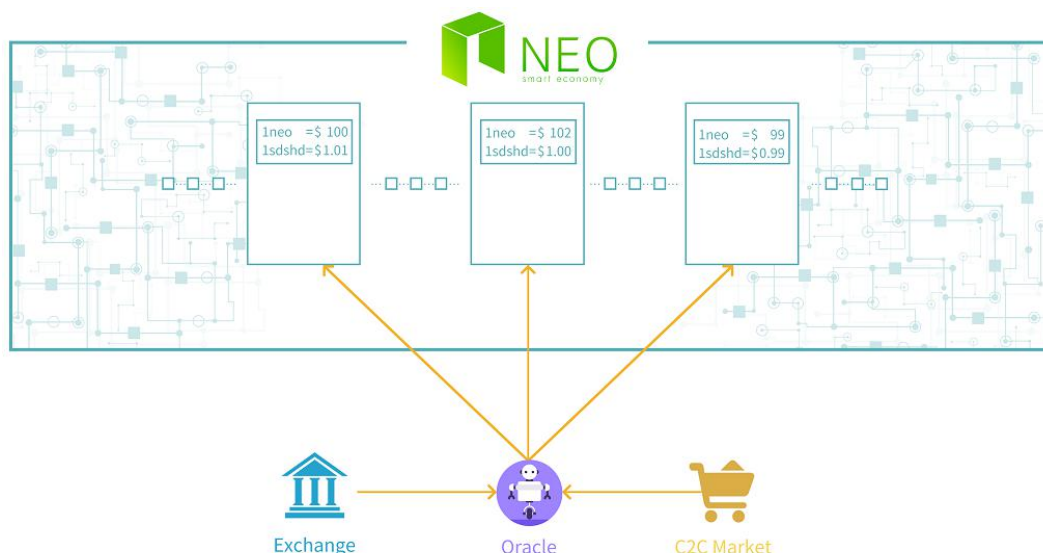 NEO
smart economy
1neo =$ 100
1sdshd=$1.01
1neo =$ 102
1sdshd=$1.00
1neo =$ 99
1sdshd=$0.99
Exchange
Oracle
C2C Market